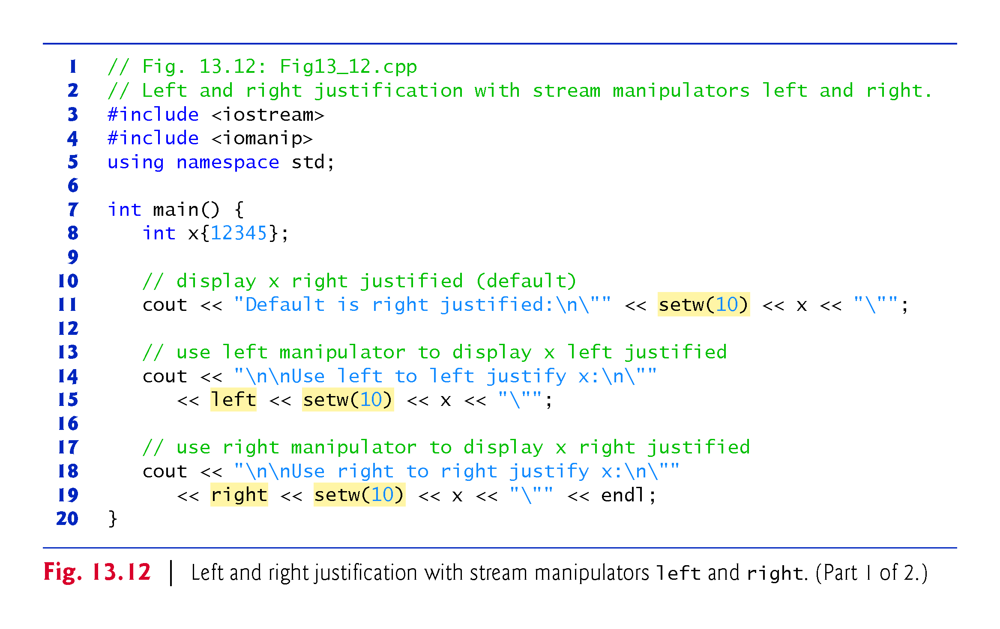 1 // Fig. 13.12: Fig13_12.cpp
2 // Left and right justification with stream manipulators left and right.
3 #include <iostream>
4 #include <iomanip>
5 using namespace std;
6
7 int main() {
8    int x{12345};
9
10    // display x right justified (default)
11    cout << "Default is right justified:\n\"" << setw(10) << x << "\"";
12
13    // use left manipulator to display x left justified
14    cout << "\n\nUse left to left justify x:\n\""
15       << left << setw(10) << x << "\"";
16
17    // use right manipulator to display x right justified
18    cout << "\n\nUse right to right justify x:\n\""
19       << right << setw(10) << x << "\"" << endl;
20 }
Fig. 13.12 | Left and right justification with stream manipulators left and right. (Part 1 of 2.)